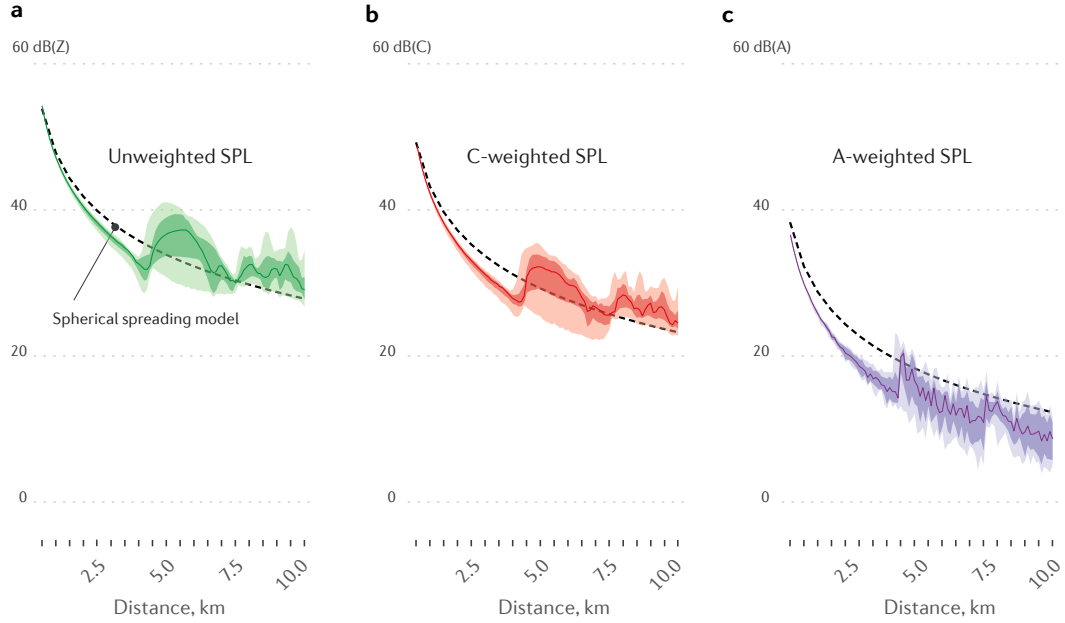 a
60 dB(Z)
Unweighted SPL
40
Spherical spreading model
20
0
2.5
5.0
7.5
10.0
Distance, km
b
60 dB(C)
C-weighted SPL
40
20
0
2.5
5.0
7.5
10.0
Distance, km
c
60 dB(A)
A-weighted SPL
40
20
0
2.5
5.0
7.5
10.0
Distance, km